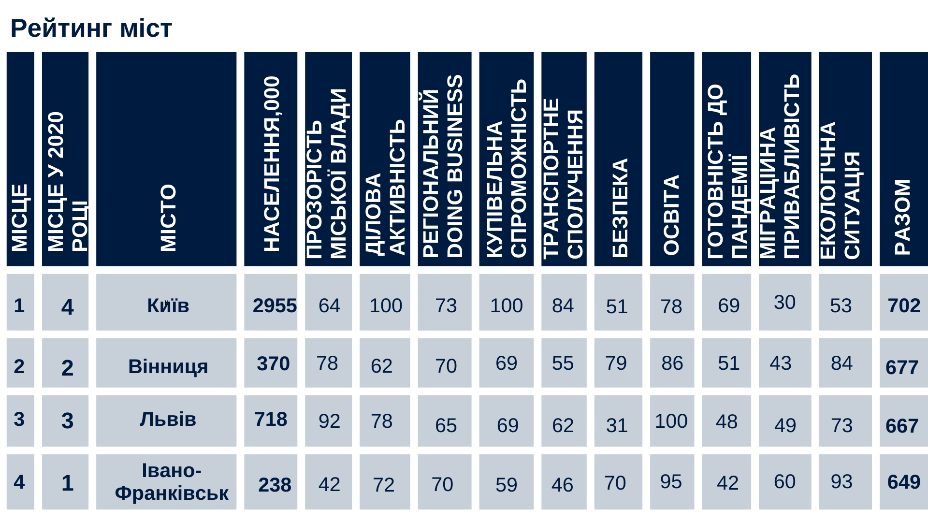 Рейтинг міст
МІСЦЕ
МІСЦЕ У 2020
РОЦІ
МІСТО
НАСЕЛЕННЯ,000
ПРОЗОРІСТЬ
МІСЬКОЇ ВЛАДИ
ДІЛОВА
АКТИВНІСТЬ
РЕГІОНАЛЬНИЙ
DOING BUSINESS
КУПІВЕЛЬНА
СПРОМОЖНІСТЬ
ТРАНСПОРТНЕ
СПОЛУЧЕННЯ
БЕЗПЕКА
ОСВІТА
ГОТОВНІСТЬ ДО
ПАНДЕМІЇ
МІГРАЦІЙНА
ПРИВАБЛИВІСТЬ
ЕКОЛОГІЧНА
СИТУАЦІЯ
РАЗОМ
1 4 Київ 2955 64 100 73 100 84 51 78 69 30 53 702
2 2 Вінниця 370 78 62 70 69 55 79 86 51 43 84 677
3 3 Львів 718 92 78 65 69 62 31 100 48 49 73 667
4 1 Івано-
Франківськ 238 42 72 70 59 46 70 95 42 60 93 649